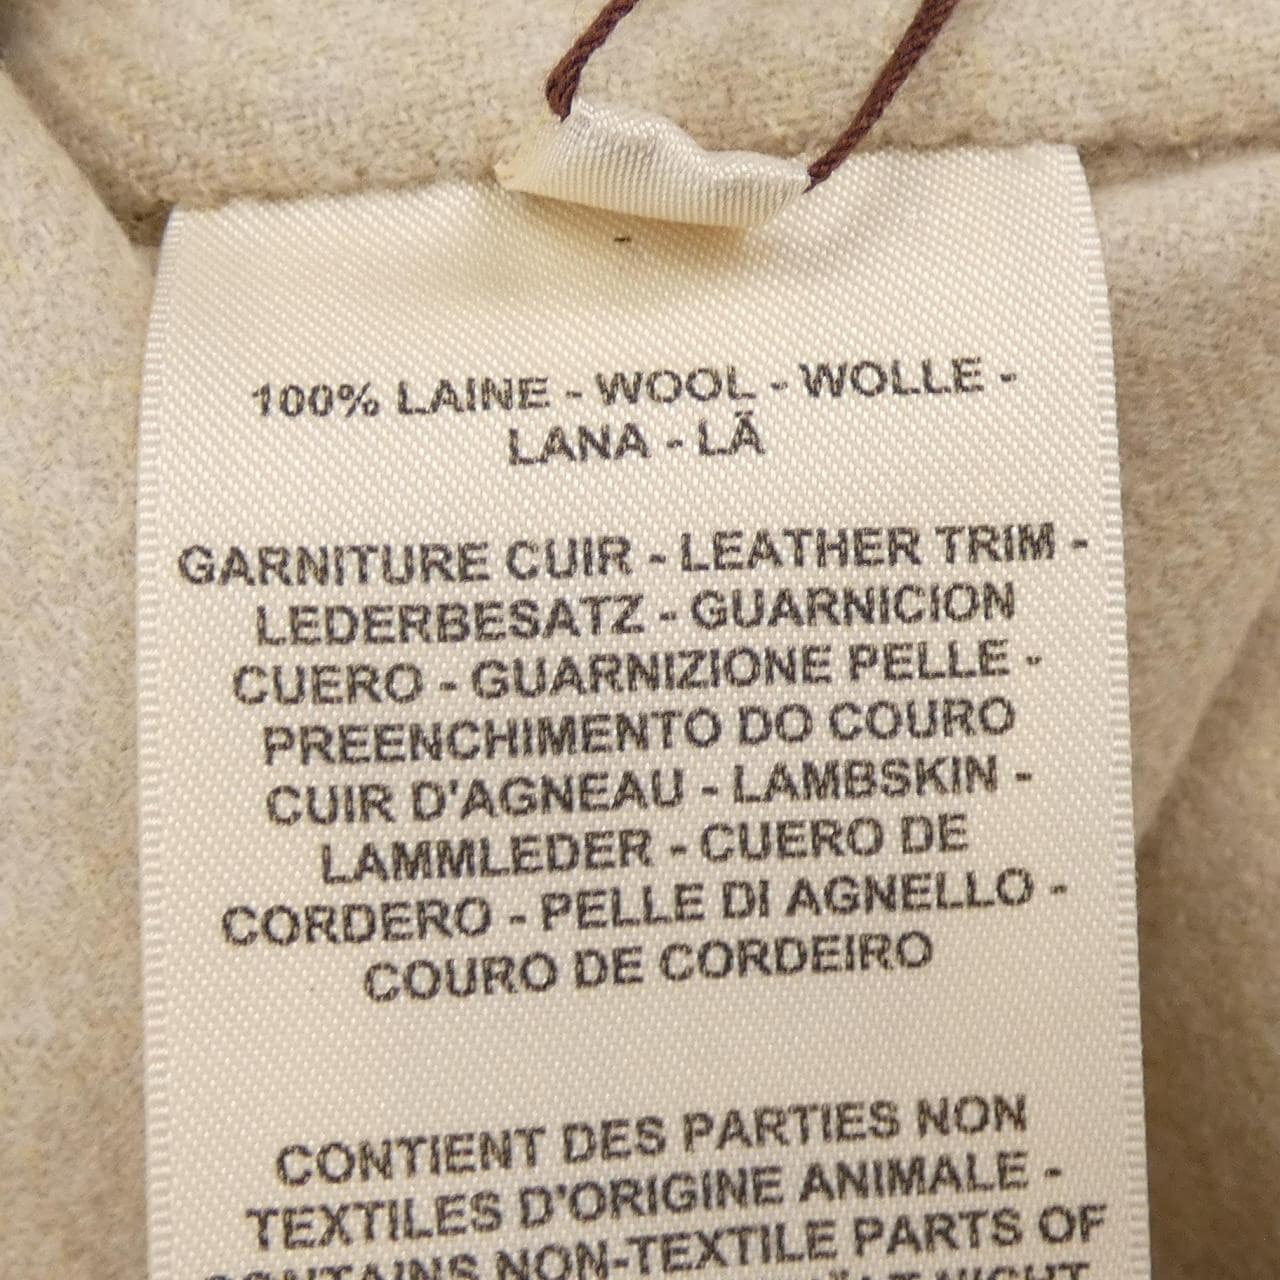 100% LAINE - WOOL - WOLLE -
LANA - LÃ
GARNITURE CUIR - LEATHER TRIM -
LEDERBESATZ - GUARNICION
CUERO - GUARNIZIONE PELLE -
PREENCHIMENTO DO COURO
CUIR D'AGNEAU - LAMBSKIN -
LAMMLEDER - CUERO DE
CORDERO - PELLE DI AGNELLO -
COURO DE CORDEIRO
CONTIENT DES PARTIES NON
TEXTILES D'ORIGINE ANIMALE -
CONTAINS NON-TEXTILE PARTS OF